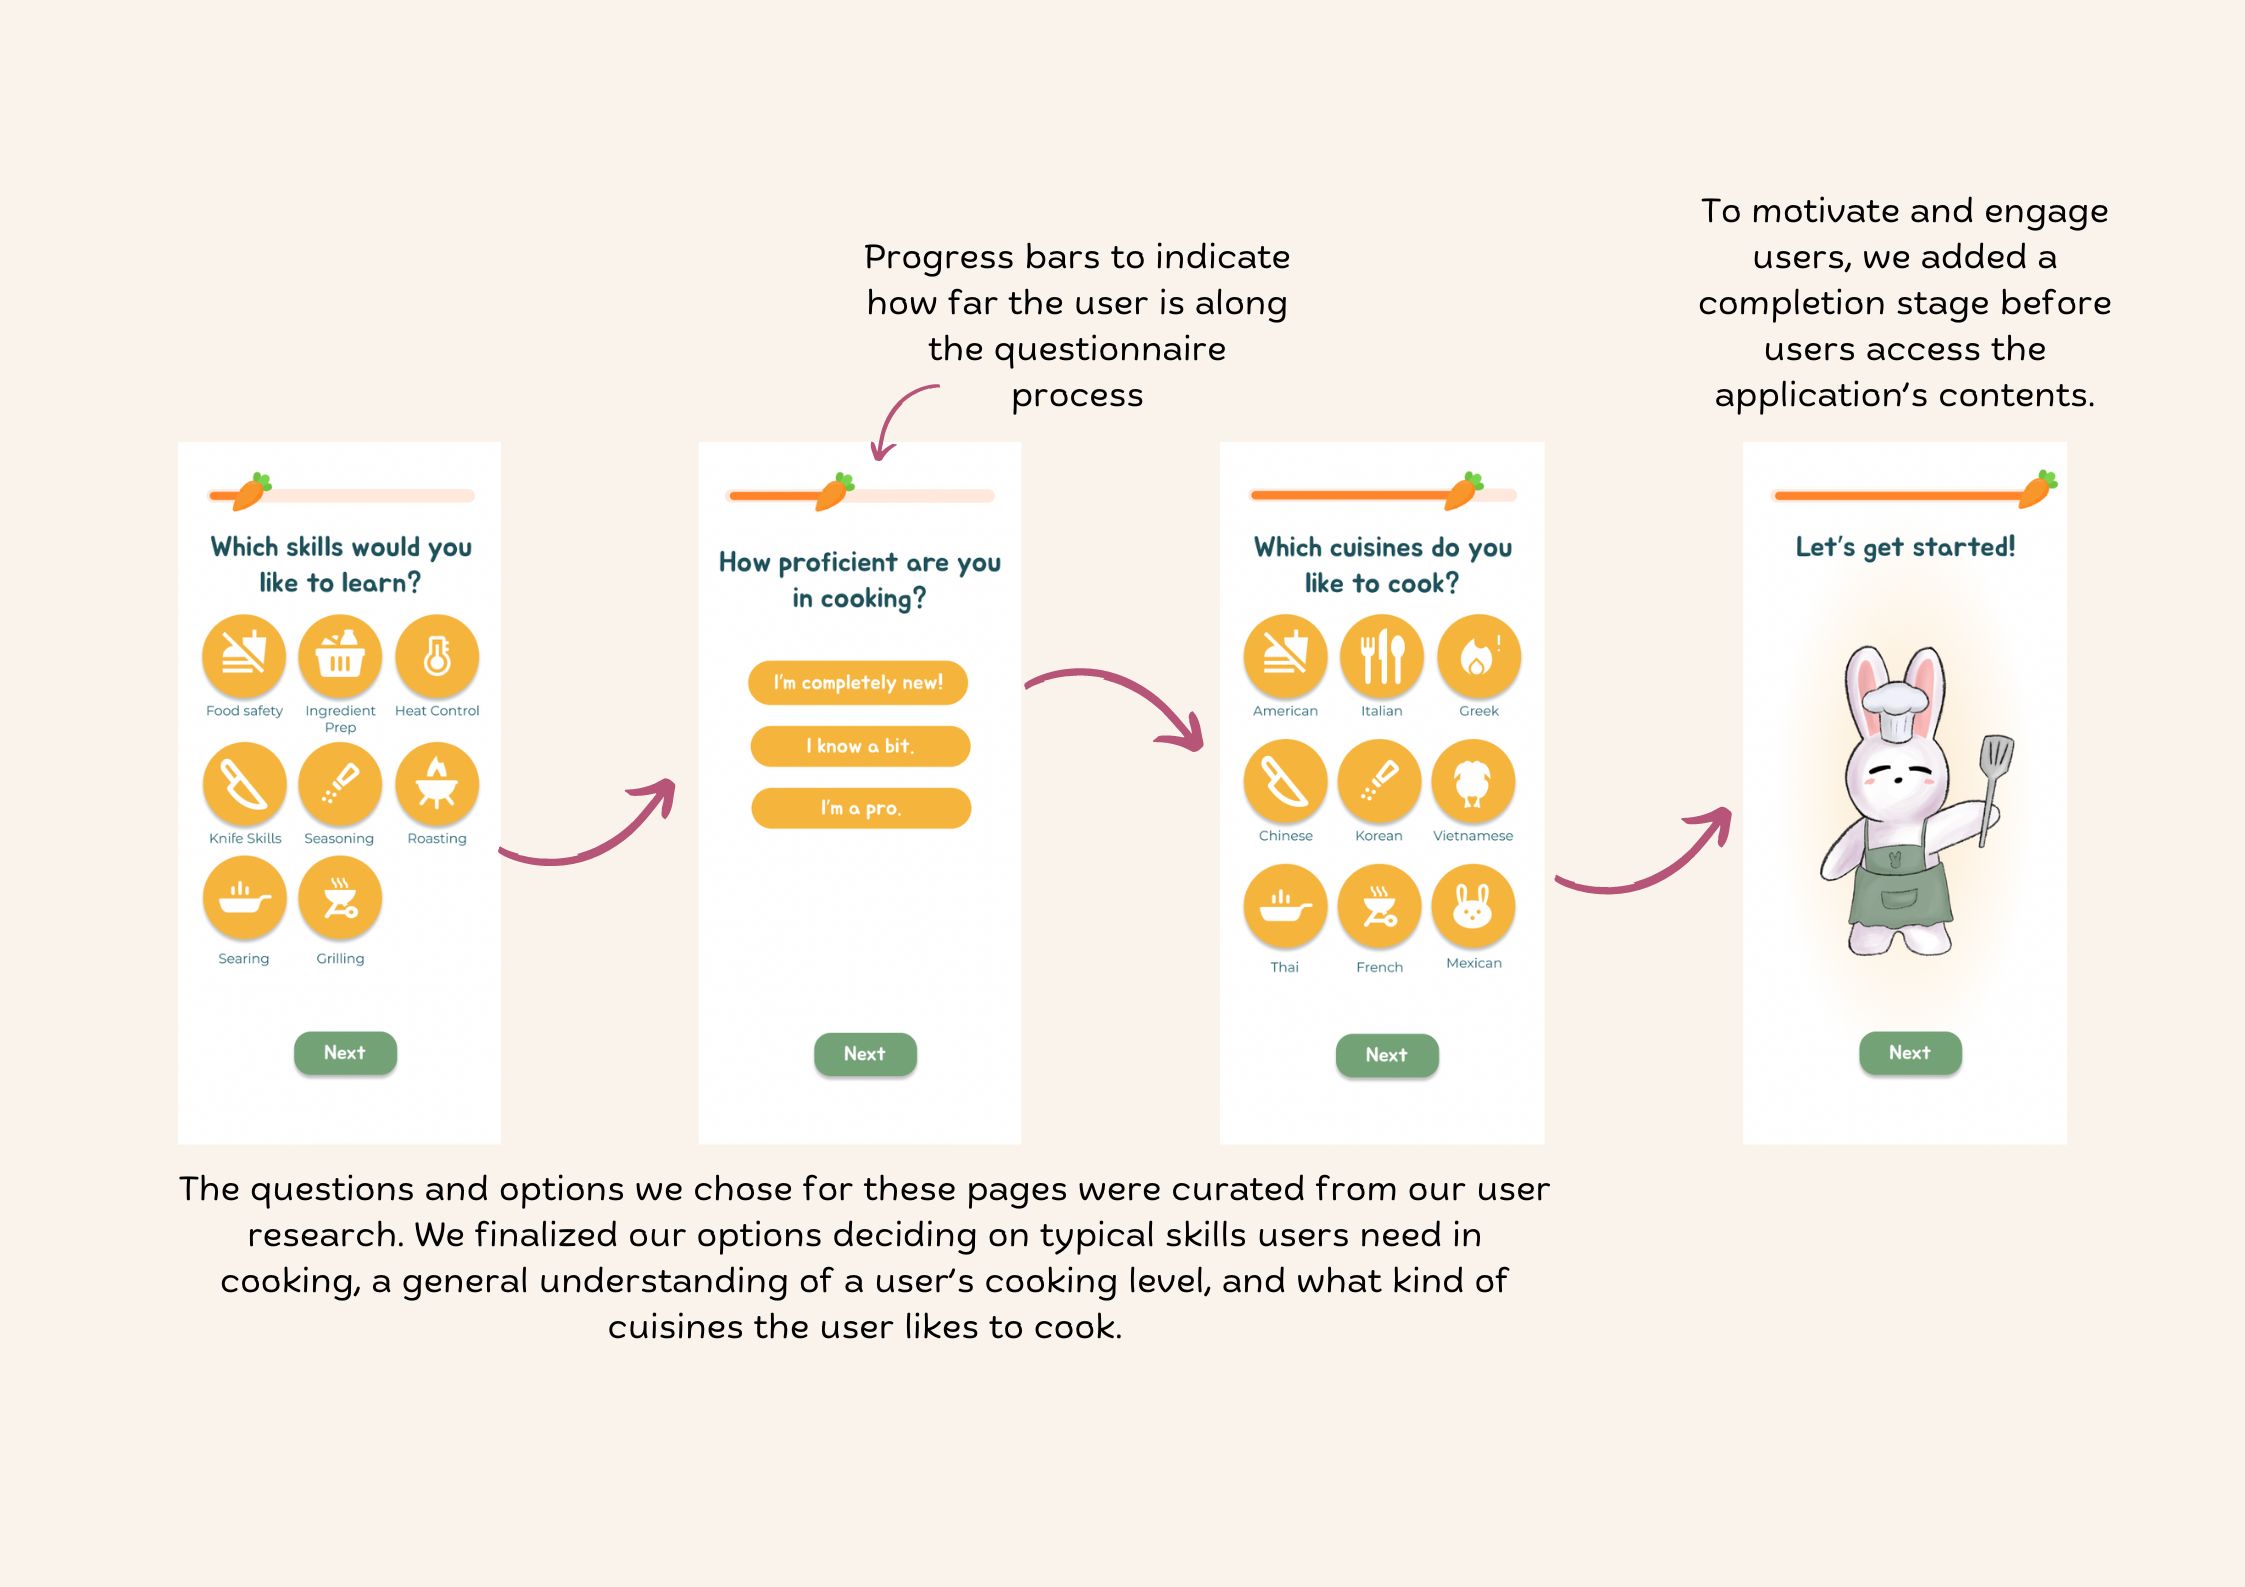 To motivate and engage
users, we added a
completion stage before
users access the
application's contents.
Progress bars to indicate
how far the user is along
the questionnaire
process
Which skills would you
like to learn?
Food safety
Ingredient
Prep
Heat Control
Knife Skills
Seasoning
Roasting
Searing
Grilling
Next
How proficient are you
in cooking?
I'm completely new!
I know a bit.
I'm a pro.
Next
Which cuisines do you
like to cook?
American
Italian
Greek
Chinese
Korean
Vietnamese
Thai
French
Mexican
Next
Let's get started!
Next
The questions and options we chose for these pages were curated from our user
research. We finalized our options deciding on typical skills users need in
cooking, a general understanding of a user's cooking level, and what kind of
cuisines the user likes to cook.